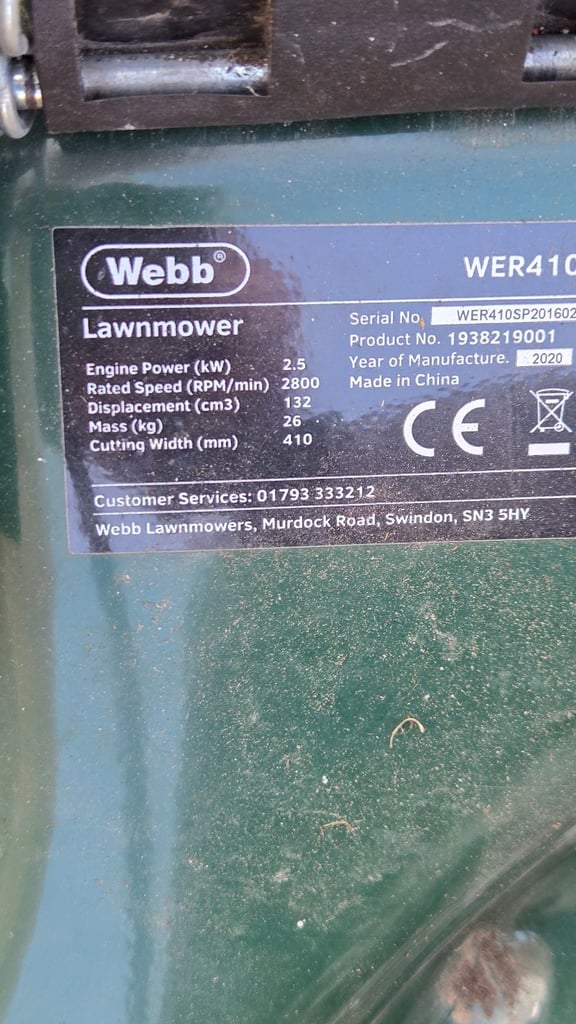 Webb®
WER410
Lawnmower
Serial No. WER410SP201602
Product No. 1938219001
Year of Manufacture. 2020
Made in China
Engine Power (kW) 2.5
Rated Speed (RPM/min) 2800
Displacement (cm3) 132
Mass (kg) 26
Cutting Width (mm) 410
CE
Customer Services: 01793 333212
Webb Lawnmowers, Murdock Road, Swindon, SN3 5HY